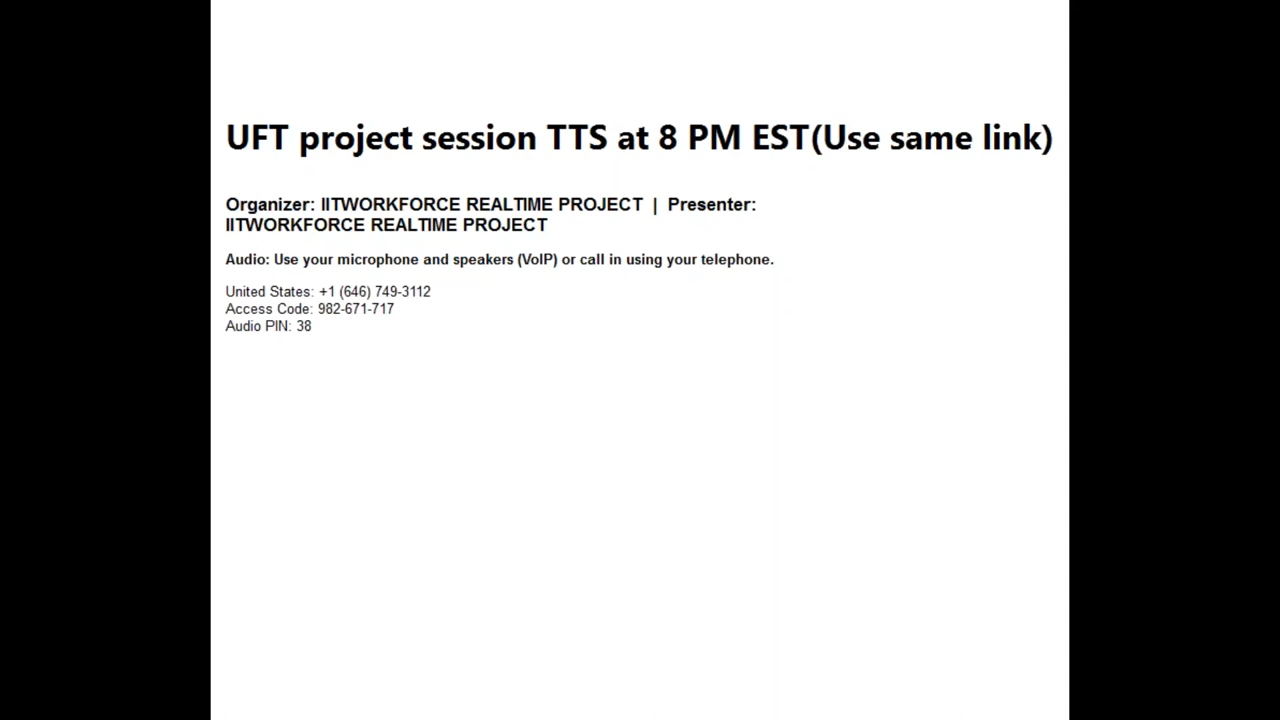 UFT project session TTS at 8 PM EST(Use same link)
Organizer: IITWORKFORCE REALTIME PROJECT | Presenter:
IITWORKFORCE REALTIME PROJECT
Audio: Use your microphone and speakers (VoIP) or call in using your telephone.
United States: +1 (646) 749-3112
Access Code: 982-671-717
Audio PIN: 38